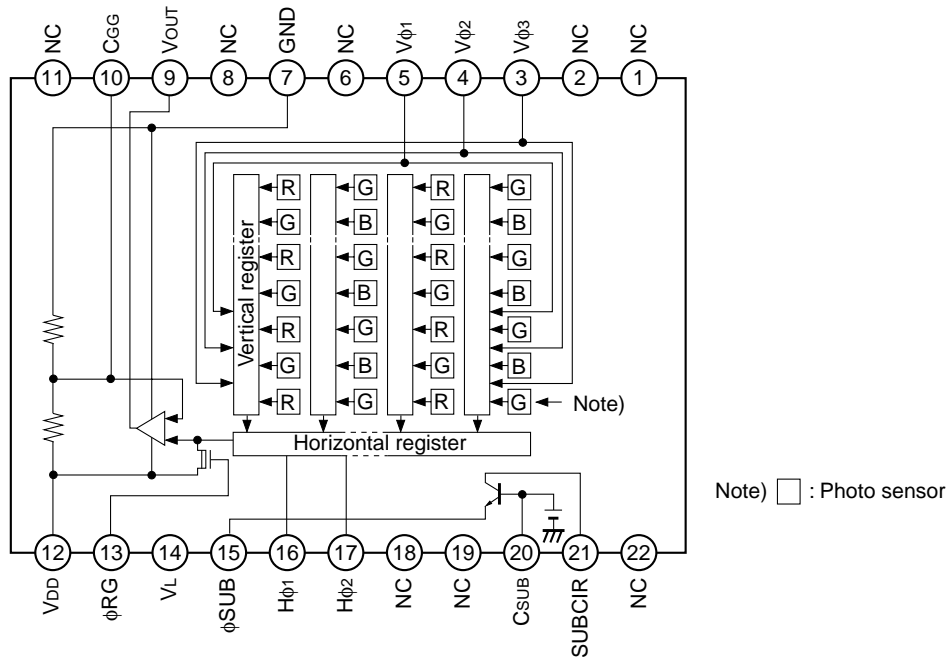 NC CGG VOUT NC GND NC Vϕ1 Vϕ2 Vϕ3 NC NC
11 10 9 8 7 6 5 4 3 2 1
Vertical register
R G R G
G B G B
R G R G
G B G B
R G R G
G B G B
R G R G
Note)
Horizontal register
Note) : Photo sensor
12 13 14 15 16 17 18 19 20 21 22
VDD ϕRG VL ϕSUB Hϕ1 Hϕ2 NC NC CSUB SUBCIR NC